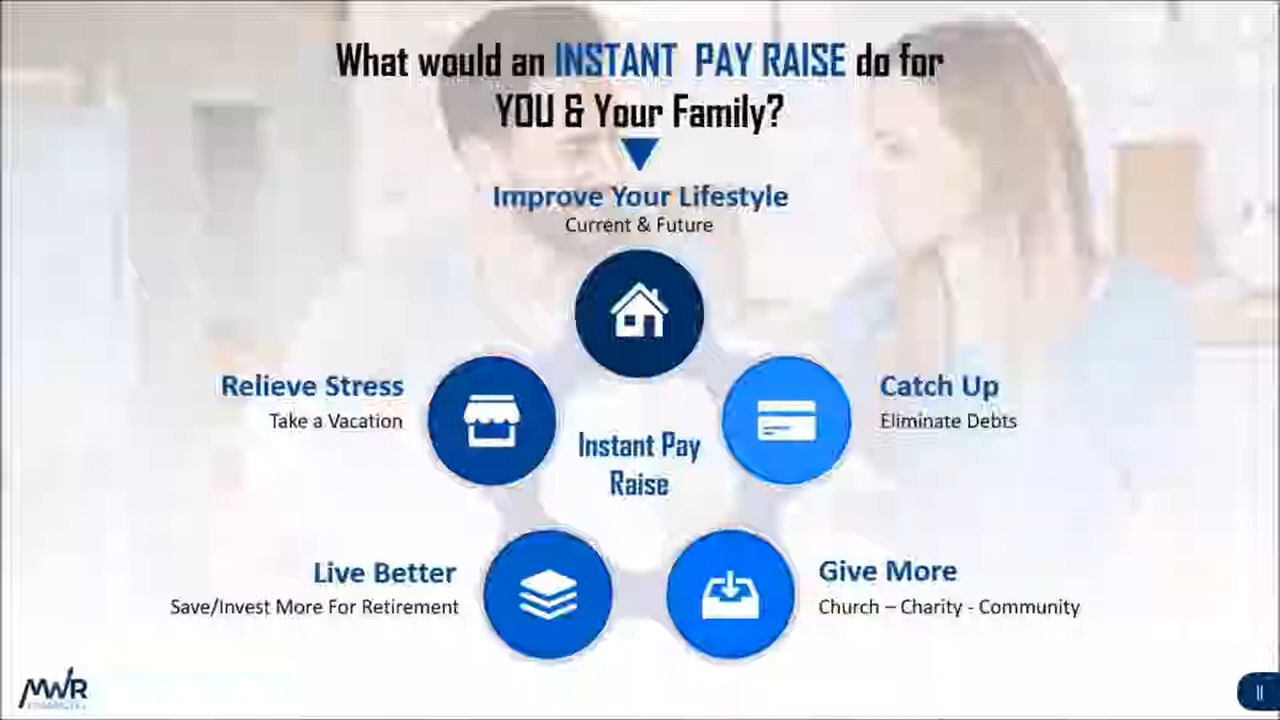 What would an INSTANT PAY RAISE do for
YOU & Your Family?
Improve Your Lifestyle
Current & Future
Relieve Stress
Take a Vacation
Catch Up
Eliminate Debts
Instant Pay
Raise
Live Better
Save/Invest More For Retirement
Give More
Church – Charity - Community
MWR
FINANCIAL
11